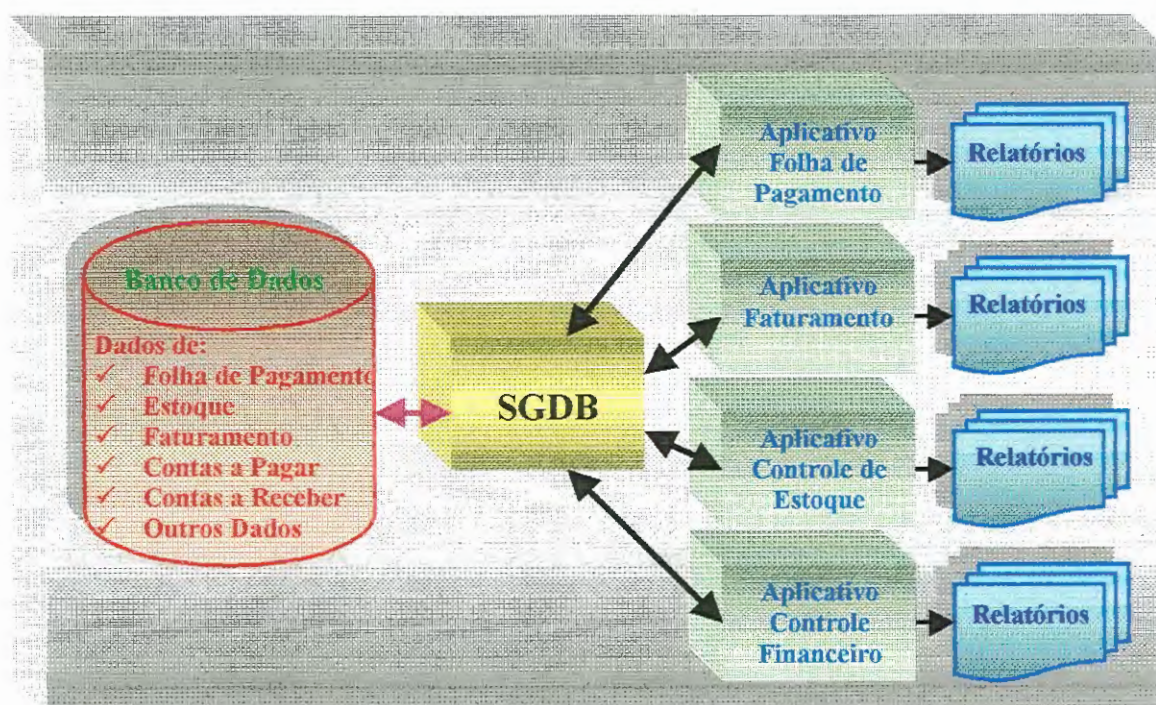 Banco de Dados
Dados de:
✓ Folha de Pagamento
✓ Estoque
✓ Faturamento
✓ Contas a Pagar
✓ Contas a Receber
✓ Outros Dados
SGDB
Aplicativo
Folha de
Pagamento
Relatórios
Aplicativo
Faturamento
Relatórios
Aplicativo
Controle de
Estoque
Relatórios
Aplicativo
Controle
Financeiro
Relatórios